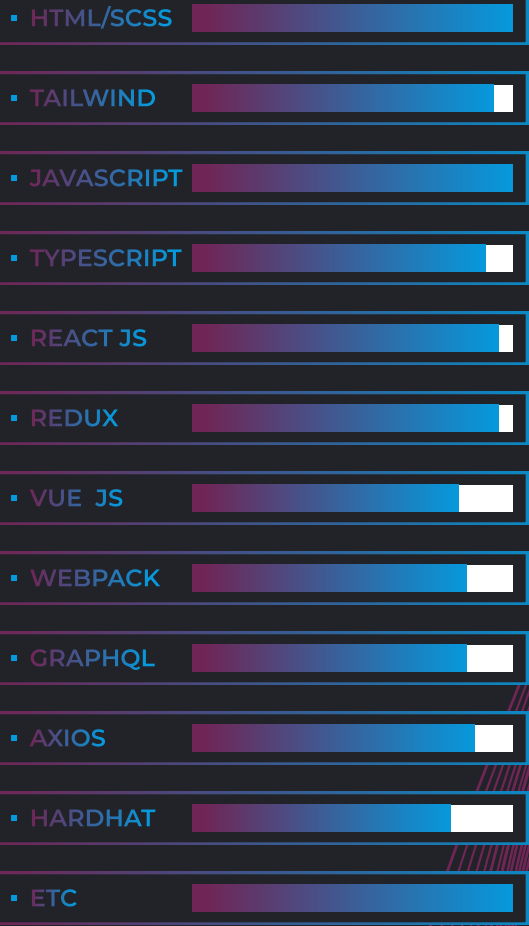 HTML/SCSS
TAILWIND
JAVASCRIPT
TYPESCRIPT
REACT JS
REDUX
VUE JS
WEBPACK
GRAPHQL
AXIOS
HARDHAT
ETC